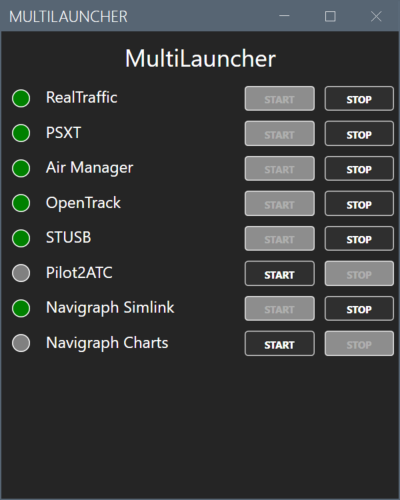 MULTILAUNCHER
MultiLauncher
RealTraffic START STOP
PSXT START STOP
Air Manager START STOP
OpenTrack START STOP
STUSB START STOP
Pilot2ATC START STOP
Navigraph Simlink START STOP
Navigraph Charts START STOP